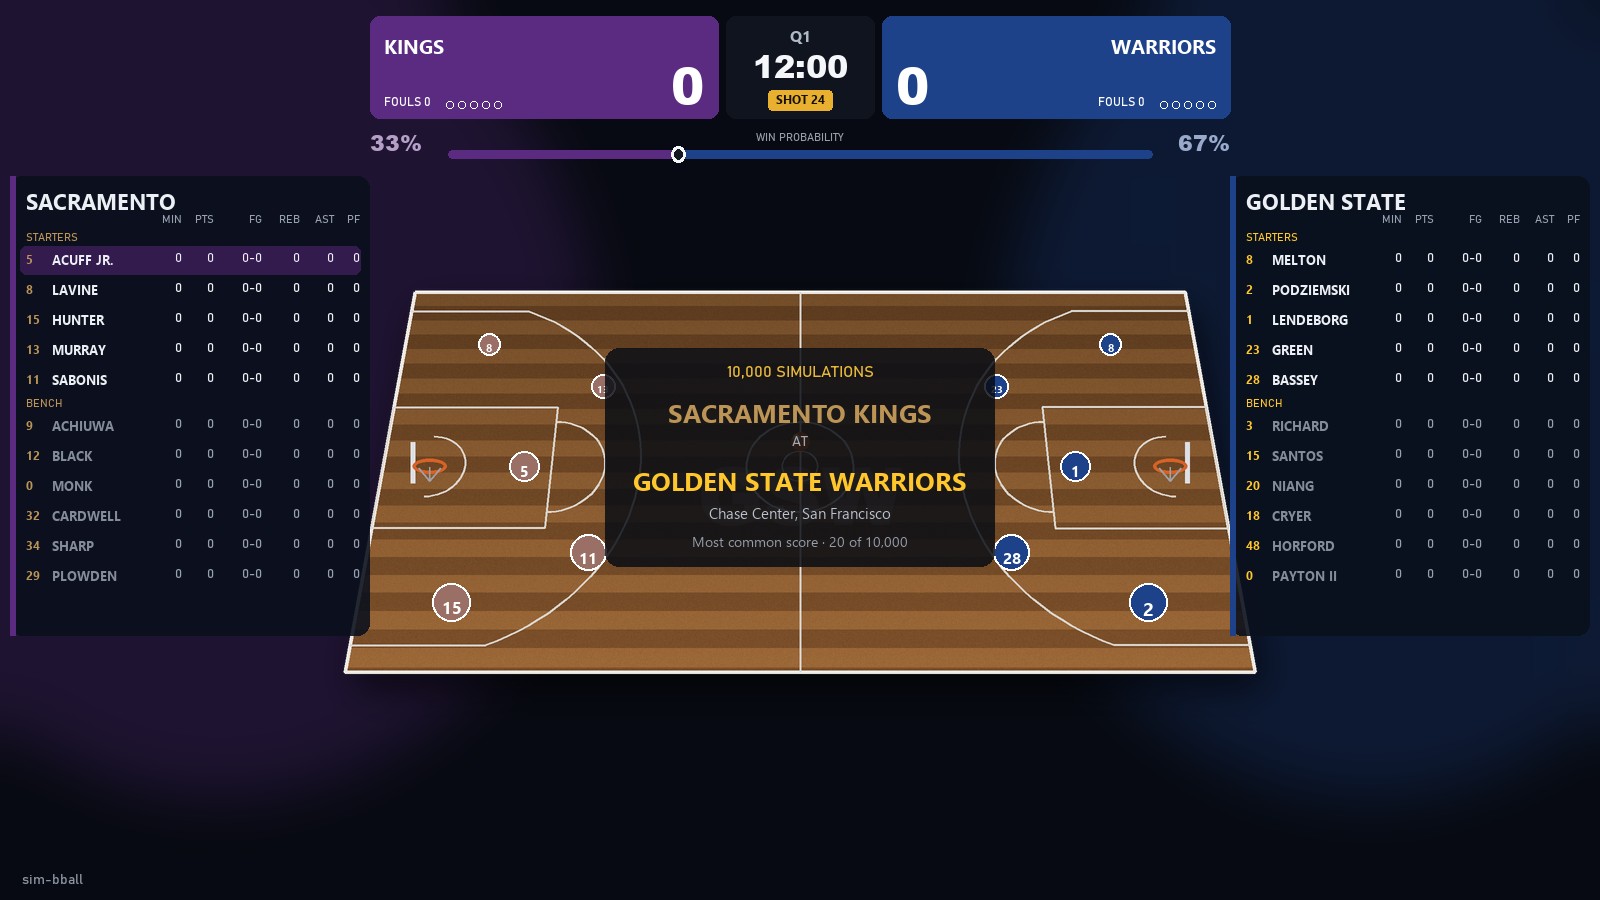 KINGS
0
FOULS 0
Q1
12:00
SHOT 24
WARRIORS
0
FOULS 0
33%
WIN PROBABILITY
67%
SACRAMENTO
MIN PTS FG REB AST PF
STARTERS
5 ACUFF JR. 0 0 0-0 0 0 0
8 LAVINE 0 0 0-0 0 0 0
15 HUNTER 0 0 0-0 0 0 0
13 MURRAY 0 0 0-0 0 0 0
11 SABONIS 0 0 0-0 0 0 0
BENCH
9 ACHIUWA 0 0 0-0 0 0 0
12 BLACK 0 0 0-0 0 0 0
0 MONK 0 0 0-0 0 0 0
32 CARDWELL 0 0 0-0 0 0 0
34 SHARP 0 0 0-0 0 0 0
29 PLOWDEN 0 0 0-0 0 0 0
8
13
5
11
15
10,000 SIMULATIONS
SACRAMENTO KINGS
AT
GOLDEN STATE WARRIORS
Chase Center, San Francisco
Most common score · 20 of 10,000
8
23
1
28
2
GOLDEN STATE
MIN PTS FG REB AST PF
STARTERS
8 MELTON 0 0 0-0 0 0 0
2 PODZIEMSKI 0 0 0-0 0 0 0
1 LENDEBORG 0 0 0-0 0 0 0
23 GREEN 0 0 0-0 0 0 0
28 BASSEY 0 0 0-0 0 0 0
BENCH
3 RICHARD 0 0 0-0 0 0 0
15 SANTOS 0 0 0-0 0 0 0
20 NIANG 0 0 0-0 0 0 0
18 CRYER 0 0 0-0 0 0 0
48 HORFORD 0 0 0-0 0 0 0
0 PAYTON II 0 0 0-0 0 0 0
sim-bball